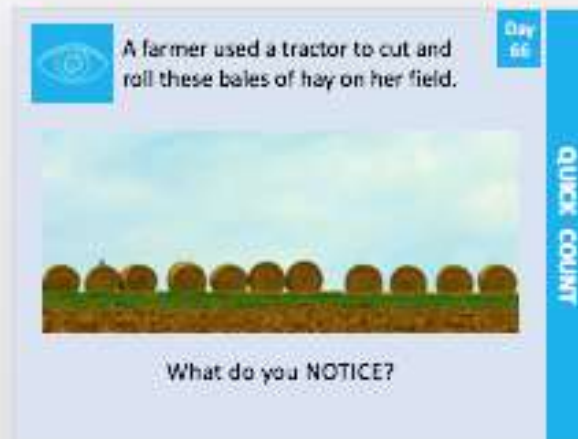 A farmer used a tractor to cut and
roll these bales of hay on her field.
Day
66
QUICK COUNT
What do you NOTICE?